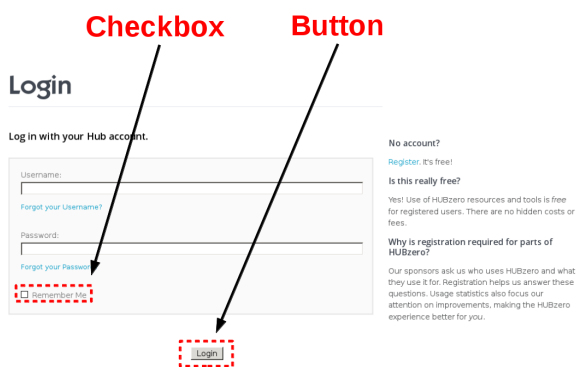 Checkbox
Button
Login
Log in with your Hub account.
Username:
Forgot your Username?
Password:
Forgot your Password?
Remember Me
Login
No account?
Register. It's free!
Is this really free?
Yes! Use of HUBzero resources and tools is free
for registered users. There are no hidden costs or
fees.
Why is registration required for parts of
HUBzero?
Our sponsors ask us who uses HUBzero and what
they use it for. Registration helps us answer these
questions. Usage statistics also focus our
attention on improvements, making the HUBzero
experience better for you.